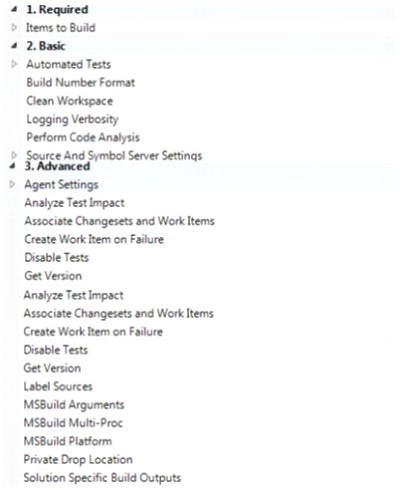 1. Required
Items to Build
2. Basic
Automated Tests
Build Number Format
Clean Workspace
Logging Verbosity
Perform Code Analysis
Source And Symbol Server Settings
3. Advanced
Agent Settings
Analyze Test Impact
Associate Changesets and Work Items
Create Work Item on Failure
Disable Tests
Get Version
Analyze Test Impact
Associate Changesets and Work Items
Create Work Item on Failure
Disable Tests
Get Version
Label Sources
MSBuild Arguments
MSBuild Multi-Proc
MSBuild Platform
Private Drop Location
Solution Specific Build Outputs